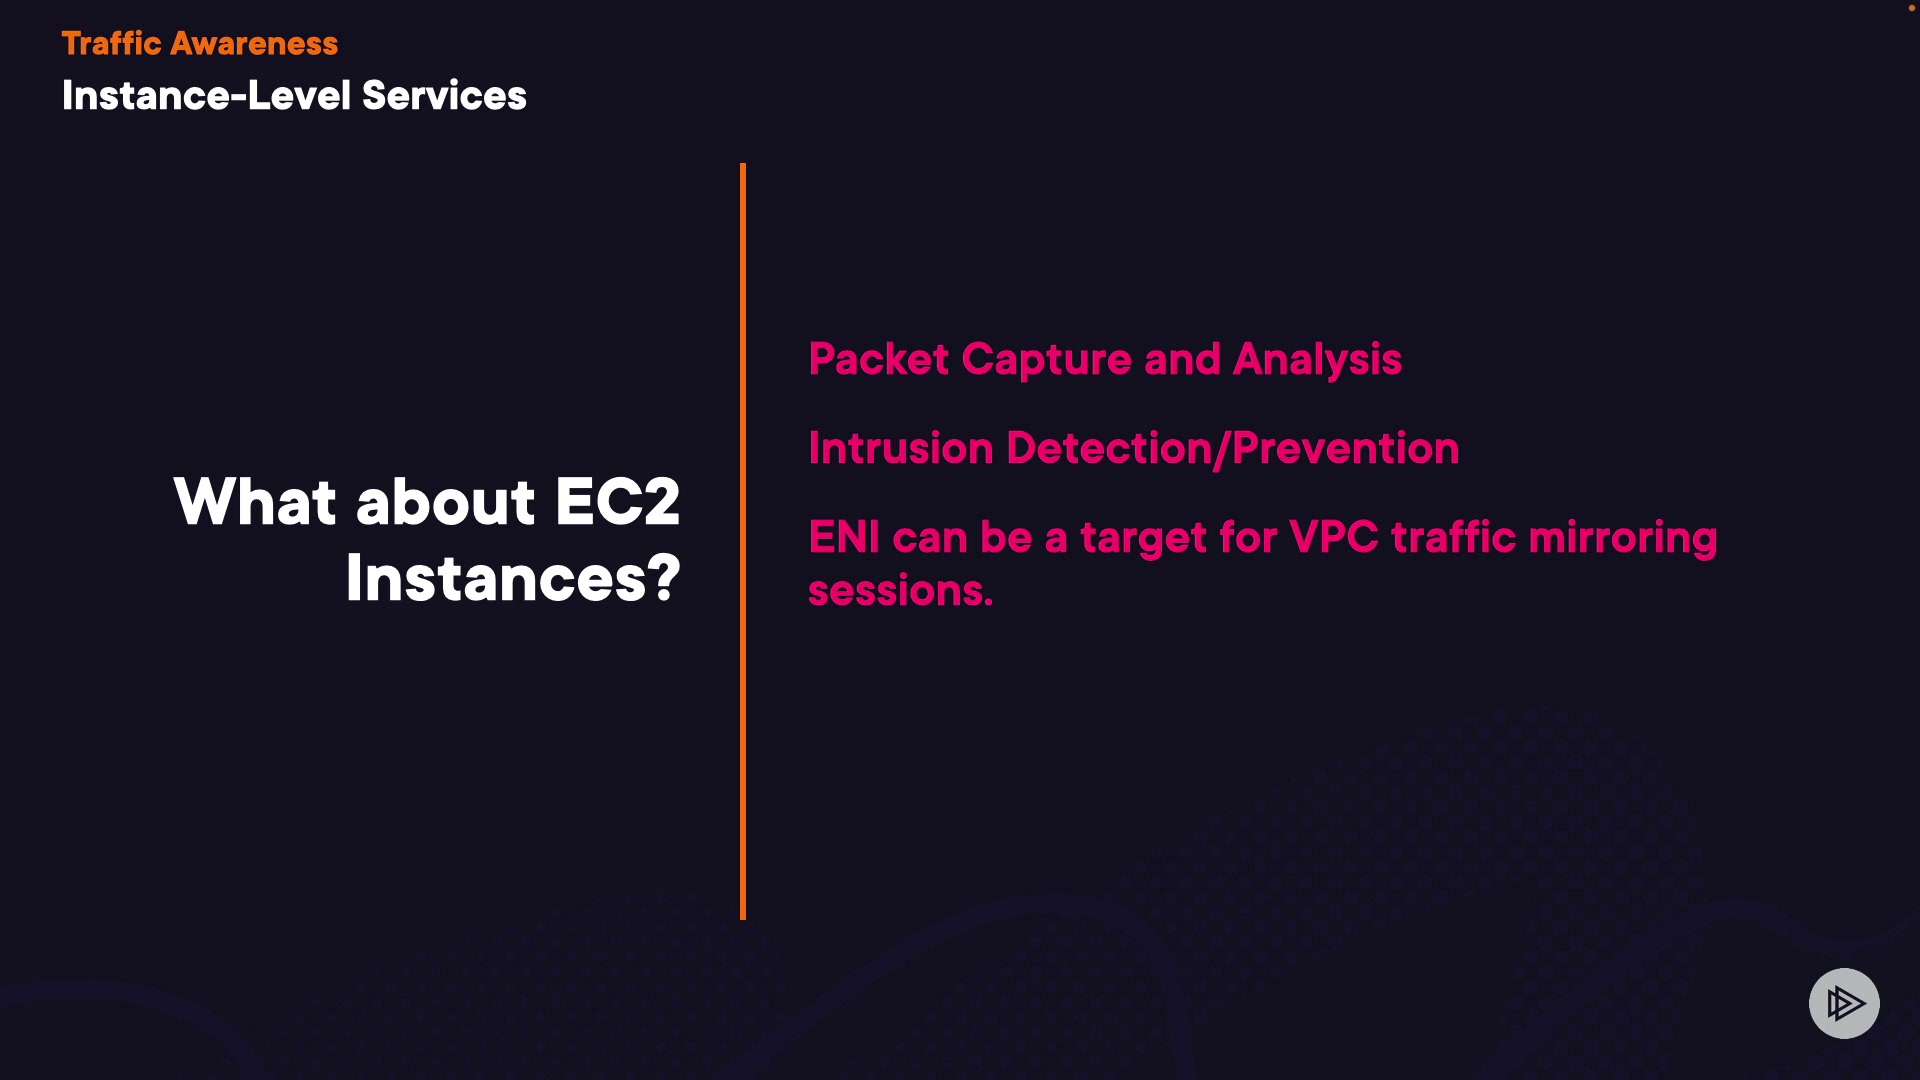 Traffic Awareness
Instance-Level Services
What about EC2
Instances?
Packet Capture and Analysis
Intrusion Detection/Prevention
ENI can be a target for VPC traffic mirroring
sessions.